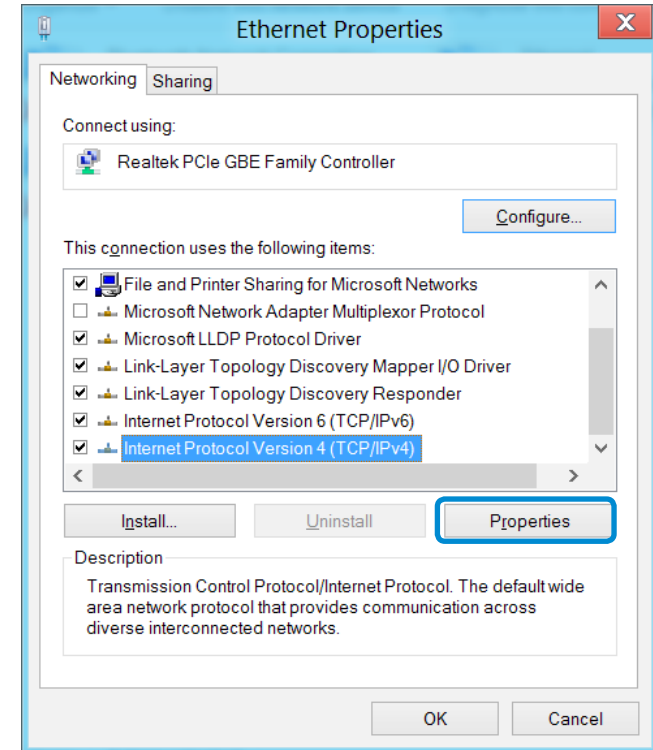 Ethernet Properties
X
Networking
Sharing
Connect using:
Realtek PCIe GBE Family Controller
Configure...
This connection uses the following items:
File and Printer Sharing for Microsoft Networks
Microsoft Network Adapter Multiplexor Protocol
Microsoft LLDP Protocol Driver
Link-Layer Topology Discovery Mapper I/O Driver
Link-Layer Topology Discovery Responder
Internet Protocol Version 6 (TCP/IPv6)
Internet Protocol Version 4 (TCP/IPv4)
Install...
Uninstall
Properties
Description
Transmission Control Protocol/Internet Protocol. The default wide
area network protocol that provides communication across
diverse interconnected networks.
OK
Cancel